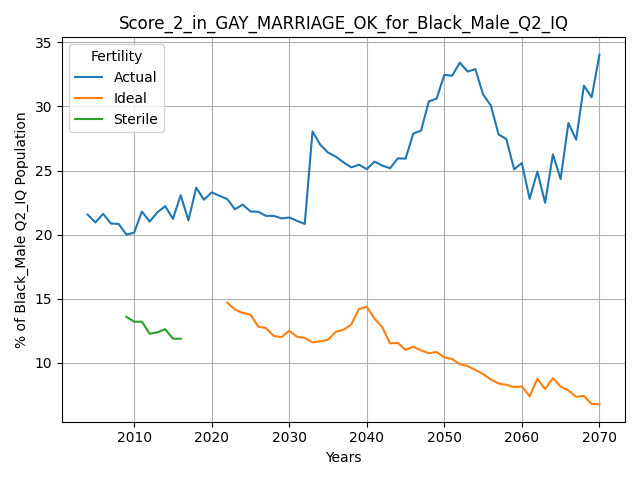 Score_2_in_GAY_MARRIAGE_OK_for_Black_Male_Q2_IQ
Fertility
Actual
Ideal
Sterile
% of Black_Male Q2_IQ Population
35
30
25
20
15
10
2010 2020 2030 2040 2050 2060 2070
Years